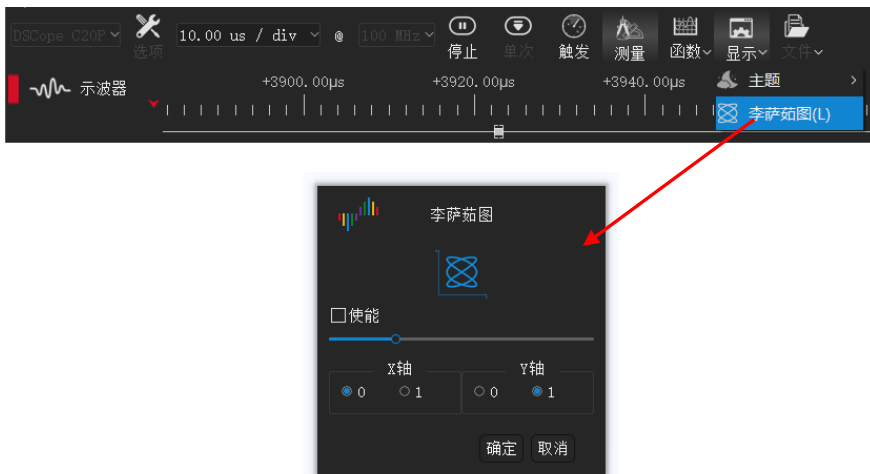 DSCope C20P 选项 10.00 us / div @ 100 MHz 停止 单次 触发 测量 函数 显示 文件
示波器 +3900.00μs +3920.00μs +3940.00μs 主题
李萨茹图(L)
李萨茹图
使能
X轴 Y轴
0 1 0 1
确定 取消